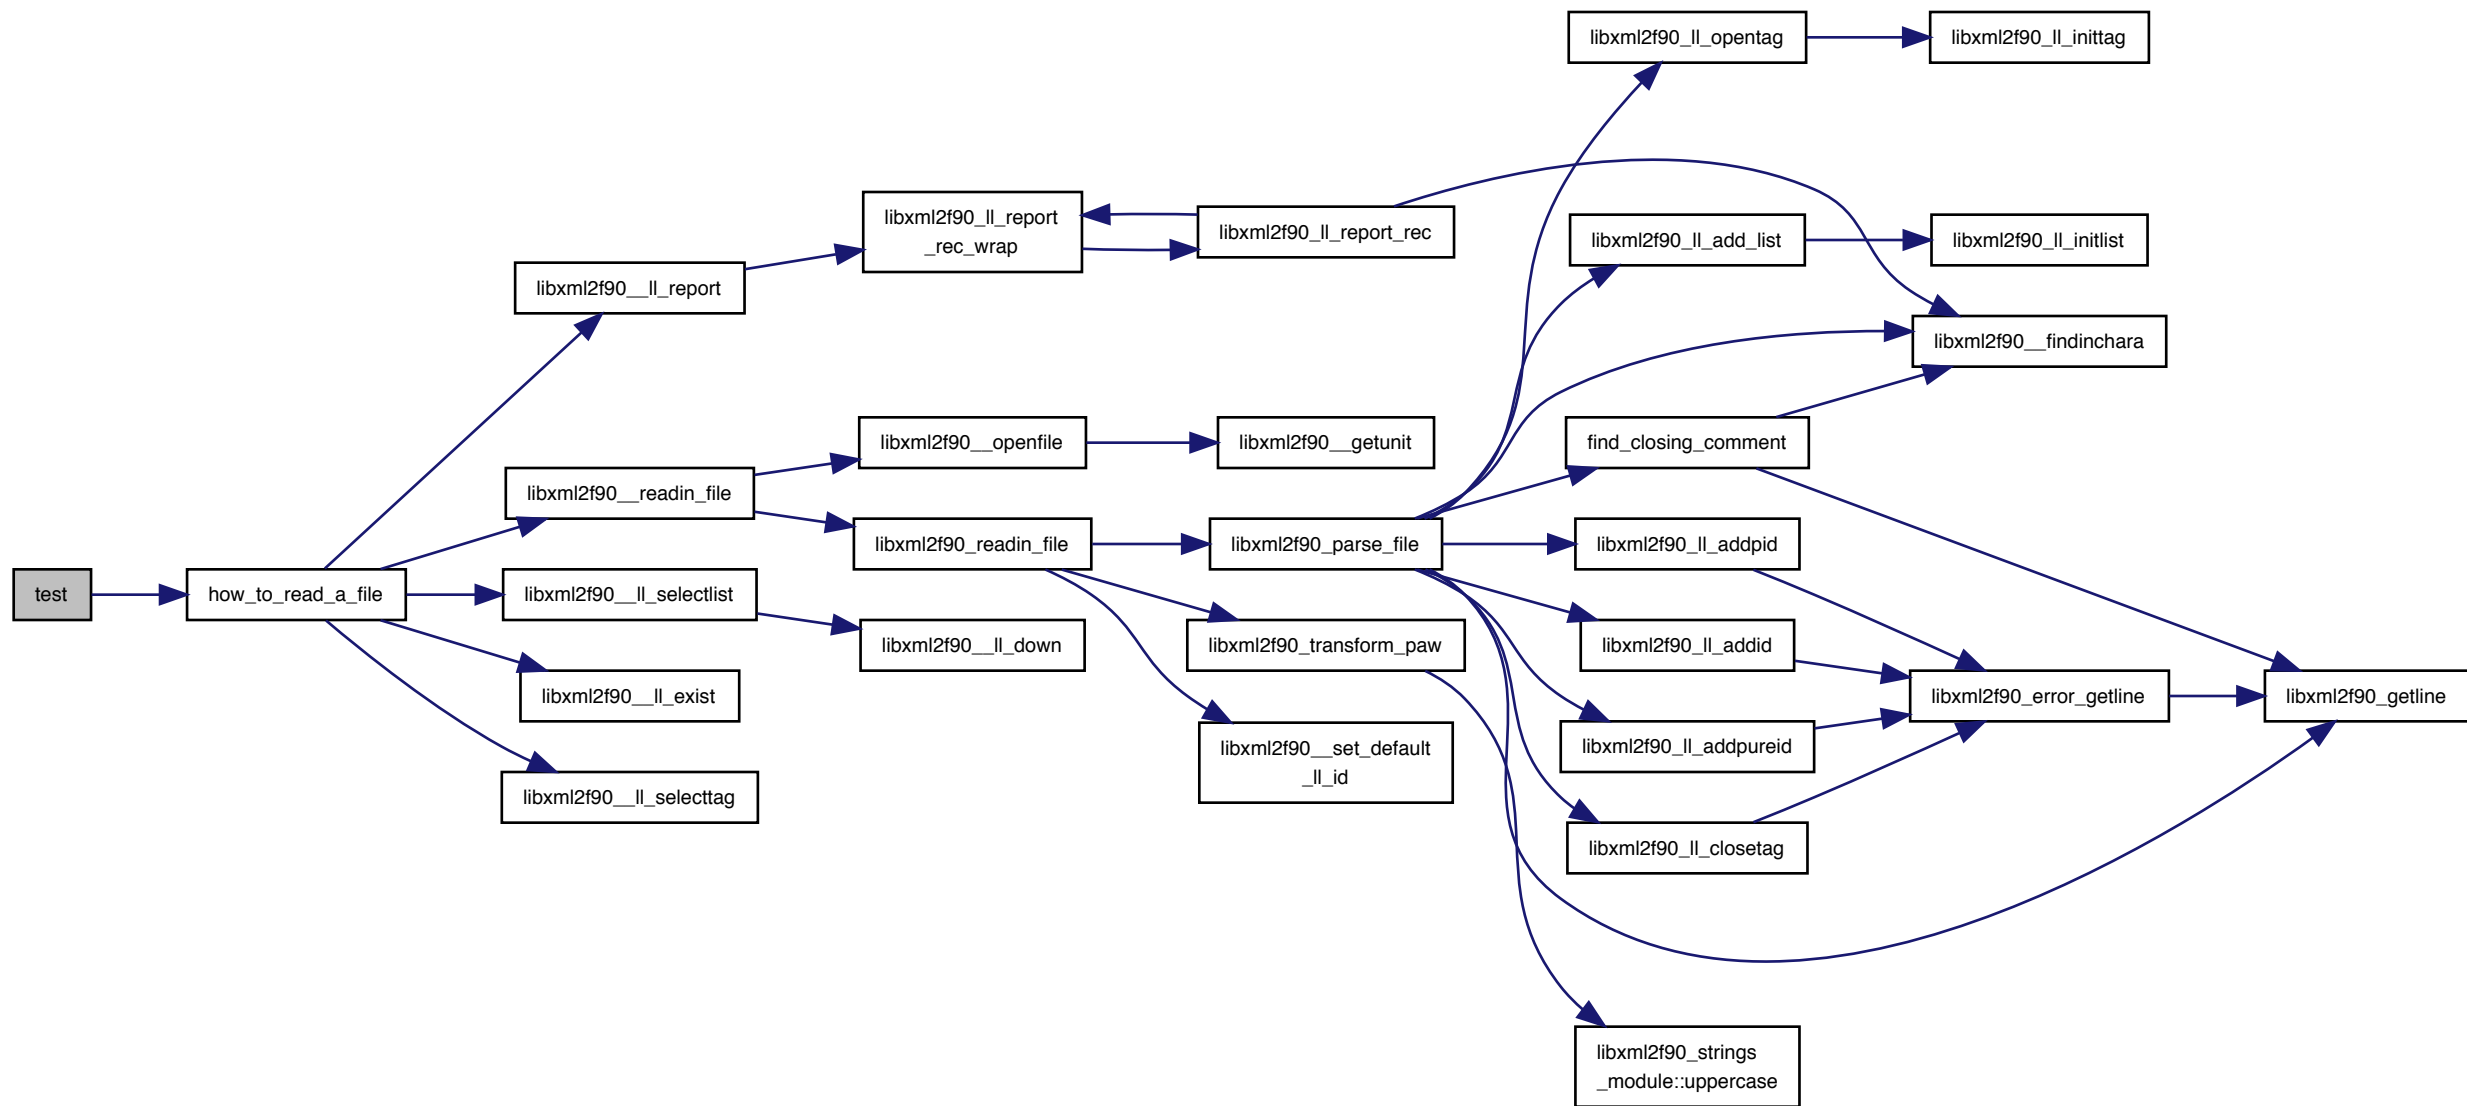 test
how_to_read_a_file
libxml2f90__ll_report
libxml2f90__readin_file
libxml2f90__ll_selectlist
libxml2f90__ll_exist
libxml2f90__ll_selecttag
libxml2f90_ll_report
_rec_wrap
libxml2f90__openfile
libxml2f90_readin_file
libxml2f90__ll_down
libxml2f90_ll_report_rec
libxml2f90__getunit
libxml2f90_parse_file
libxml2f90_transform_paw
libxml2f90__set_default
_ll_id
libxml2f90_ll_opentag
libxml2f90_ll_add_list
find_closing_comment
libxml2f90_ll_addpid
libxml2f90_ll_addid
libxml2f90_ll_addpureid
libxml2f90_ll_closetag
libxml2f90_strings
_module::uppercase
libxml2f90_ll_inittag
libxml2f90_ll_initlist
libxml2f90__findinchara
libxml2f90_error_getline
libxml2f90_getline